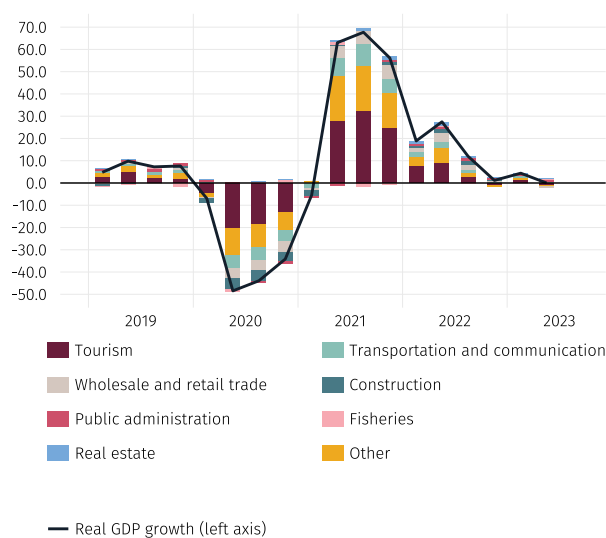 70.0
60.0
50.0
40.0
30.0
20.0
10.0
0.0
−10.0
−20.0
−30.0
−40.0
−50.0
2019 2020 2021 2022 2023
Tourism Transportation and communication
Wholesale and retail trade Construction
Public administration Fisheries
Real estate Other
Real GDP growth (left axis)